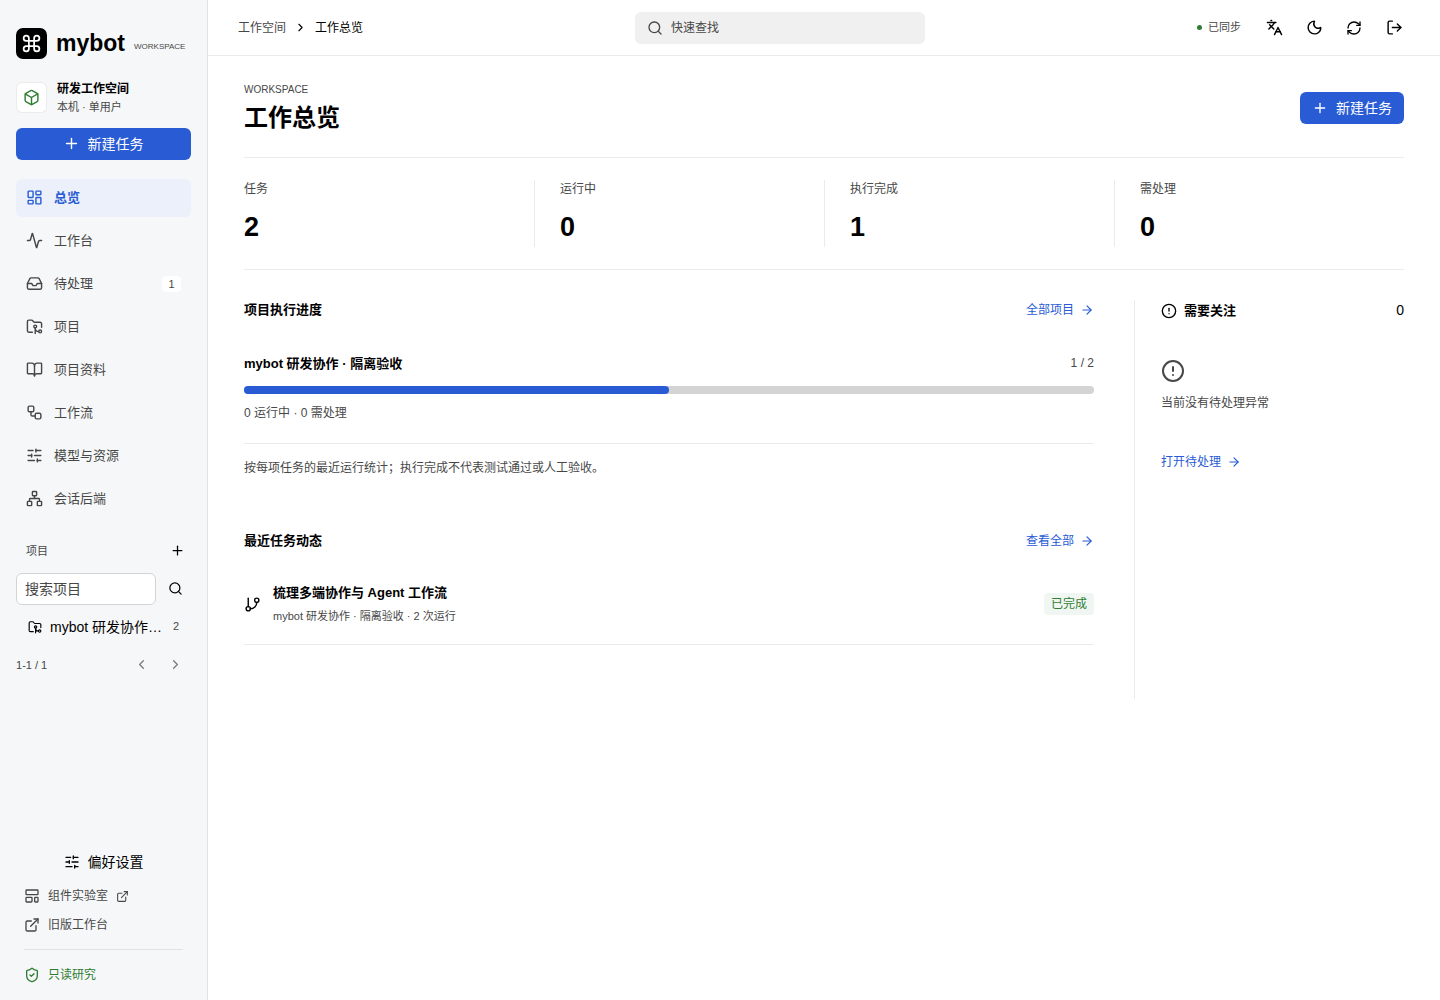 mybot WORKSPACE
研发工作空间
本机 · 单用户
新建任务
总览
工作台
待处理 1
项目
项目资料
工作流
模型与资源
会话后端
项目
搜索项目
mybot 研发协作… 2
1-1 / 1
偏好设置
组件实验室
旧版工作台
只读研究
工作空间 工作总览
快速查找
已同步
WORKSPACE
工作总览
新建任务
任务
2
运行中
0
执行完成
1
需处理
0
项目执行进度
全部项目
mybot 研发协作 · 隔离验收
1 / 2
0 运行中 · 0 需处理
按每项任务的最近运行统计；执行完成不代表测试通过或人工验收。
最近任务动态
查看全部
梳理多端协作与 Agent 工作流
mybot 研发协作 · 隔离验收 · 2 次运行
已完成
需要关注
0
当前没有待处理异常
打开待处理